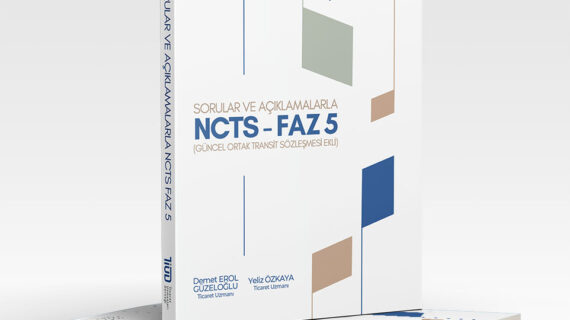 SORULAR VE AÇIKLAMALARLA
NCTS - FAZ 5
(GÜNCEL ORTAK TRANSİT SÖZLEŞMESİ EKLİ)
Demet EROL
GÜZELOĞLU
Ticaret Uzmanı
Yeliz ÖZKAYA
Ticaret Uzmanı
RULAR VE AÇIKLAMALARLA NCTS FAZ 5